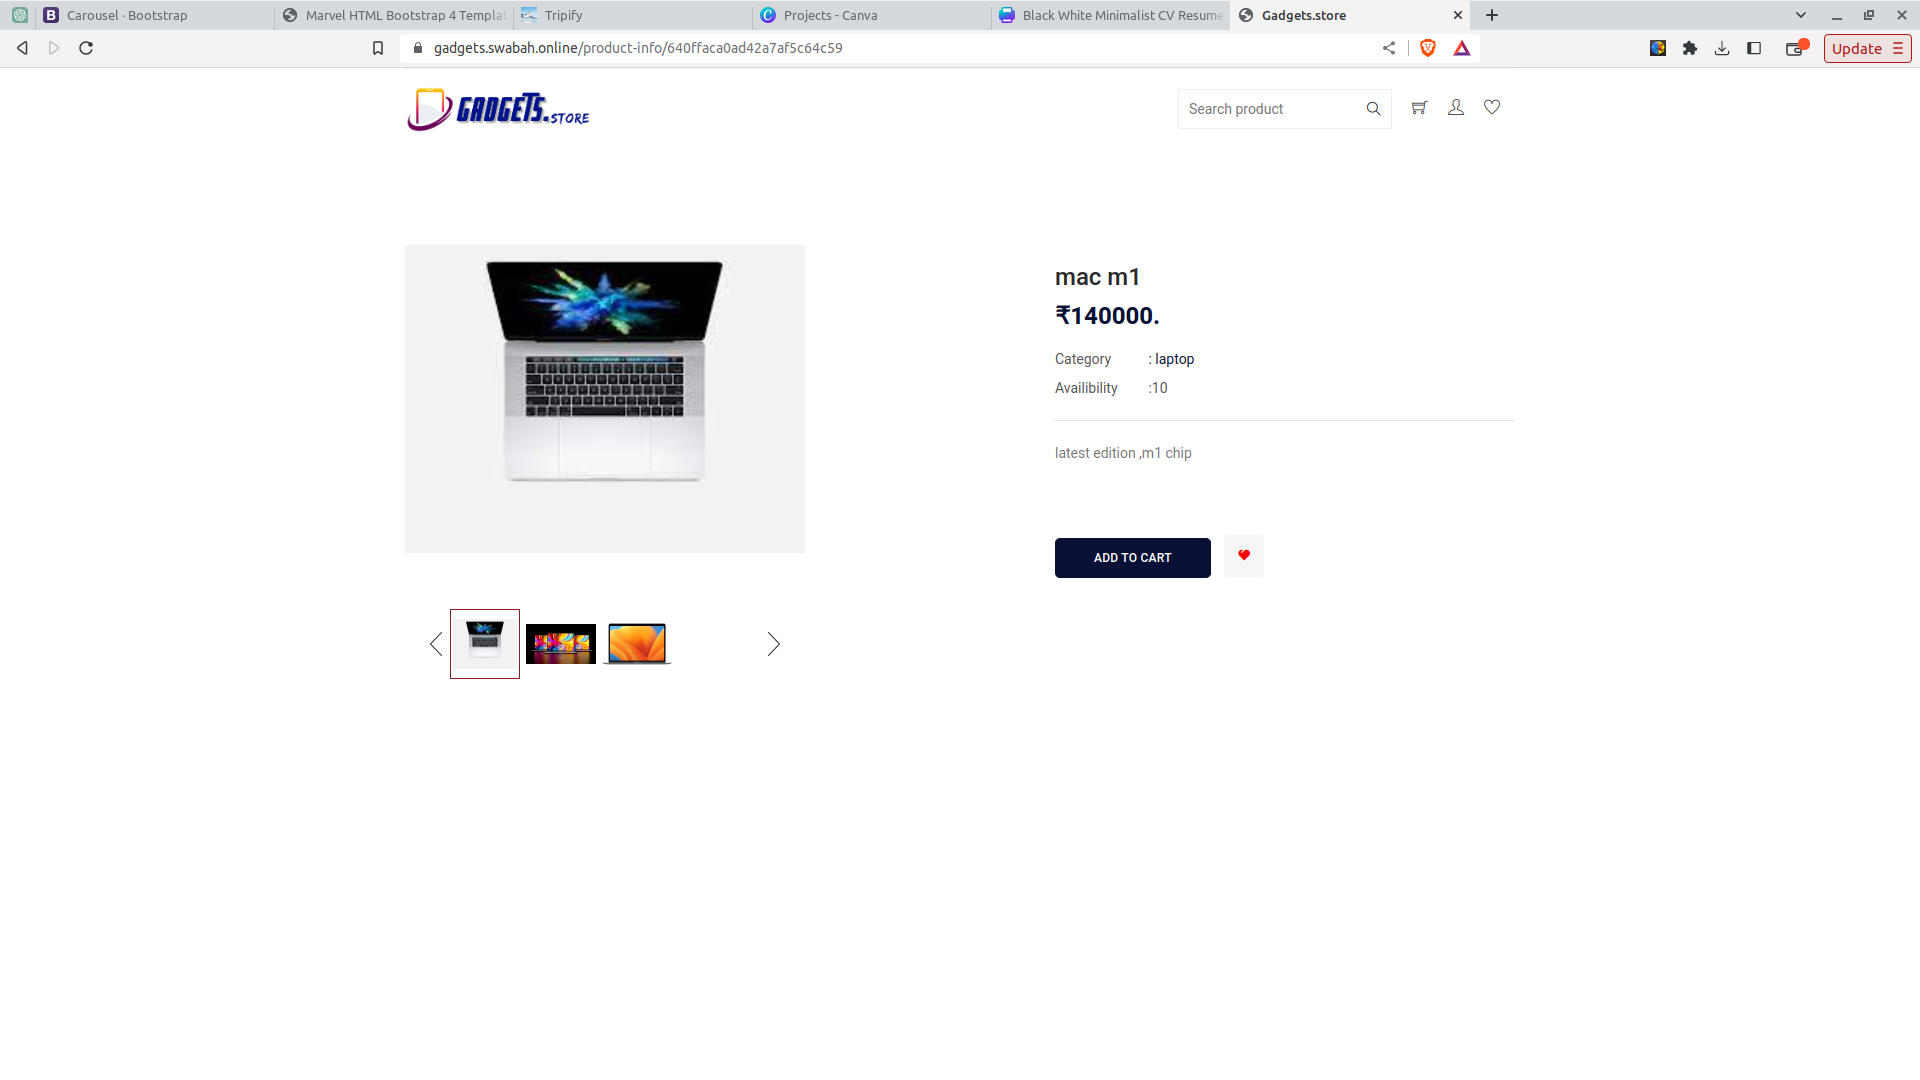 Carousel · Bootstrap
Marvel HTML Bootstrap 4 Templat
Tripify
Projects - Canva
Black White Minimalist CV Resume
Gadgets.store
gadgets.swabah.online/product-info/640ffaca0ad42a7af5c64c59
Update
GADGETS.STORE
Search product
mac m1
₹140000.
Category : laptop
Availibility :10
latest edition ,m1 chip
ADD TO CART